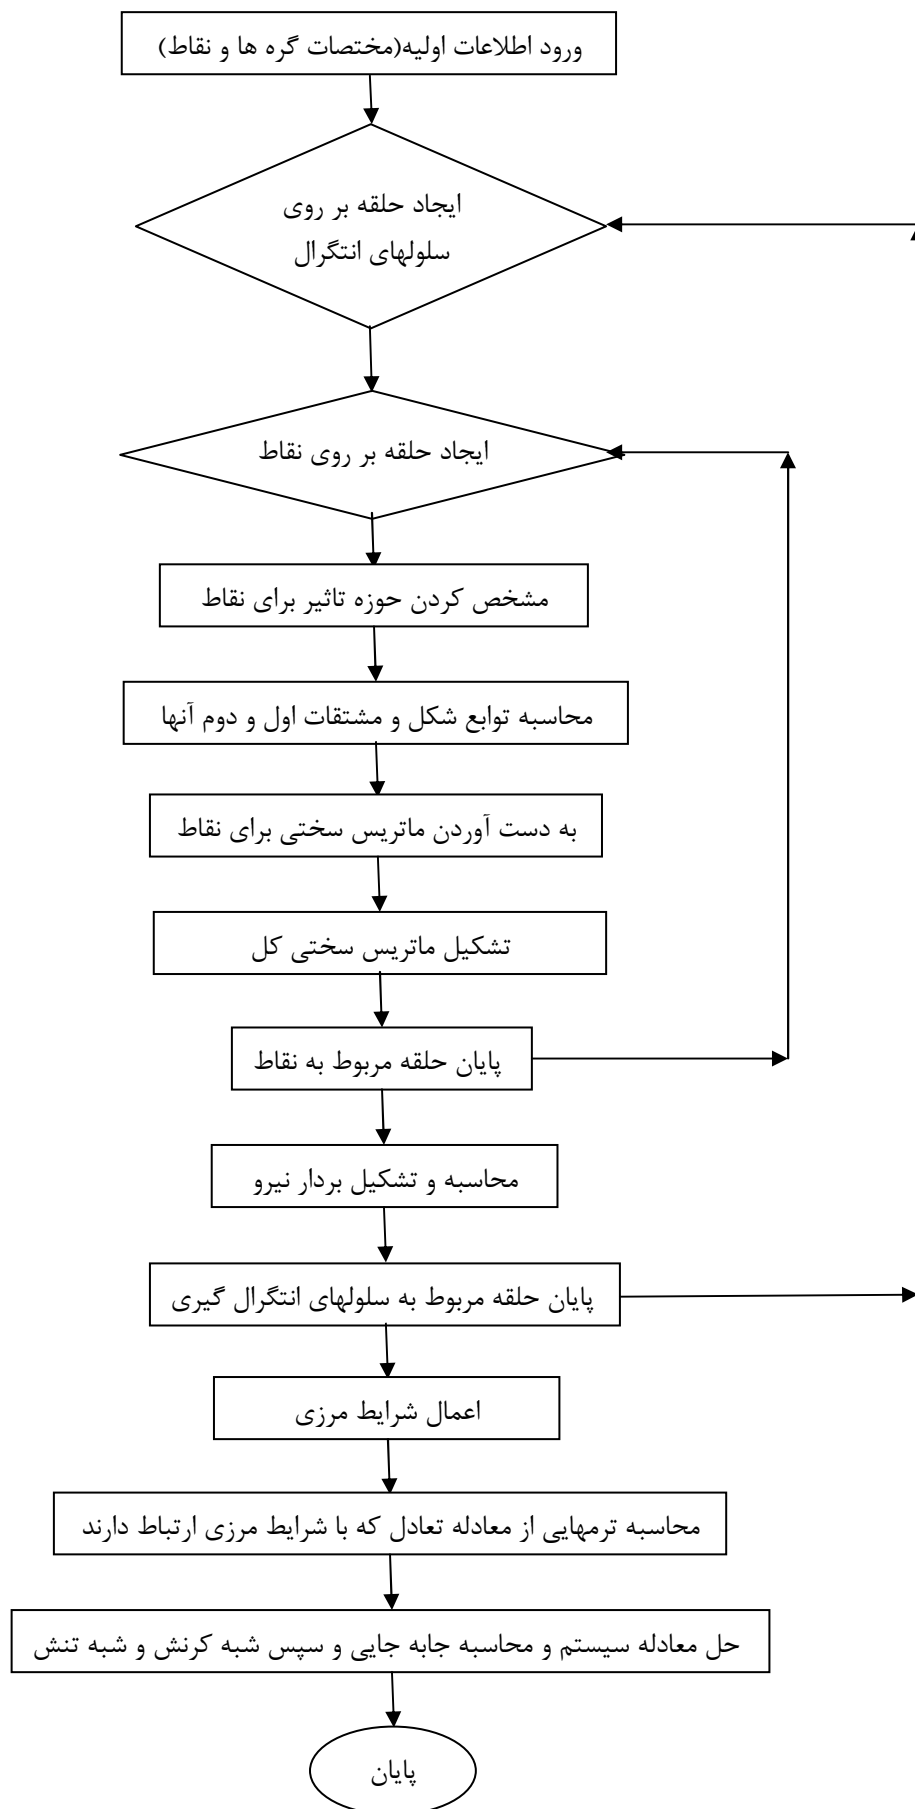 ورود اطلاعات اولیه(مختصات گره ها و نقاط)
ایجاد حلقه بر روی
سلولهای انتگرال
ایجاد حلقه بر روی نقاط
مشخص کردن حوزه تاثیر برای نقاط
محاسبه توابع شکل و مشتقات اول و دوم آنها
به دست آوردن ماتریس سختی برای نقاط
تشکیل ماتریس سختی کل
پایان حلقه مربوط به نقاط
محاسبه و تشکیل بردار نیرو
پایان حلقه مربوط به سلولهای انتگرال گیری
اعمال شرایط مرزی
محاسبه ترمهایی از معادله تعادل که با شرایط مرزی ارتباط دارند
حل معادله سیستم و محاسبه جابه جایی و سپس شبه کرنش و شبه تنش
پایان